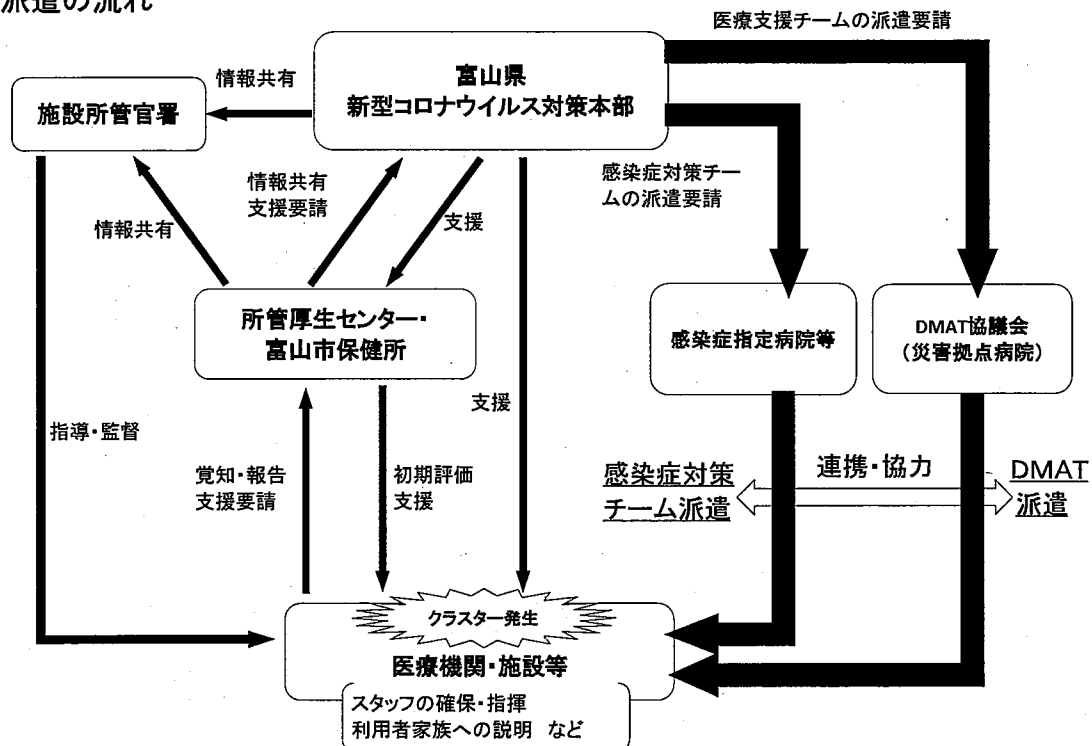 派遣の流れ
医療支援チームの派遣要請
富山県
新型コロナウイルス対策本部
情報共有
施設所管官署
感染症対策チー
ムの派遣要請
情報共有
支援要請
支援
情報共有
所管厚生センター・
富山市保健所
感染症指定病院等
DMAT協議会
（災害拠点病院）
支援
指導・監督
覚知・報告
支援要請
初期評価
支援
連携・協力
感染症対策
チーム派遣
DMAT
派遣
クラスター発生
医療機関・施設等
スタッフの確保・指揮
利用者家族への説明 など